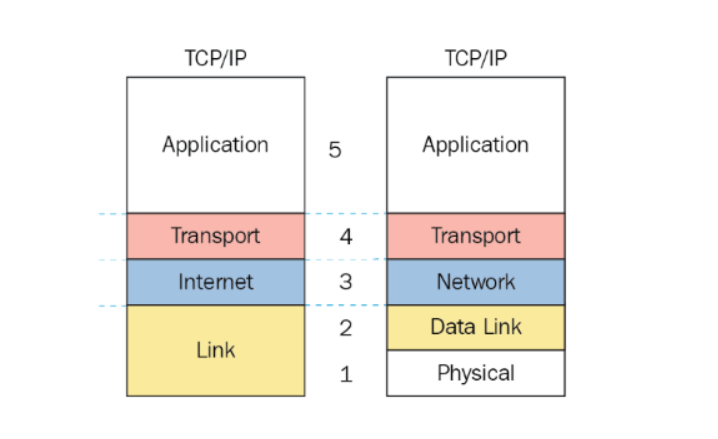 TCP/IP TCP/IP
Application 5 Application
Transport 4 Transport
Internet 3 Network
2 Data Link
Link
1 Physical